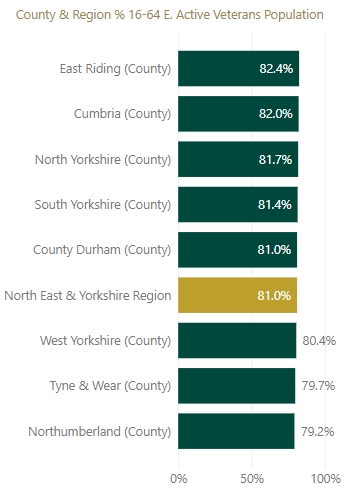 County & Region % 16-64 E. Active Veterans Population
East Riding (County) 82.4%
Cumbria (County) 82.0%
North Yorkshire (County) 81.7%
South Yorkshire (County) 81.4%
County Durham (County) 81.0%
North East & Yorkshire Region 81.0%
West Yorkshire (County) 80.4%
Tyne & Wear (County) 79.7%
Northumberland (County) 79.2%
0% 50% 100%